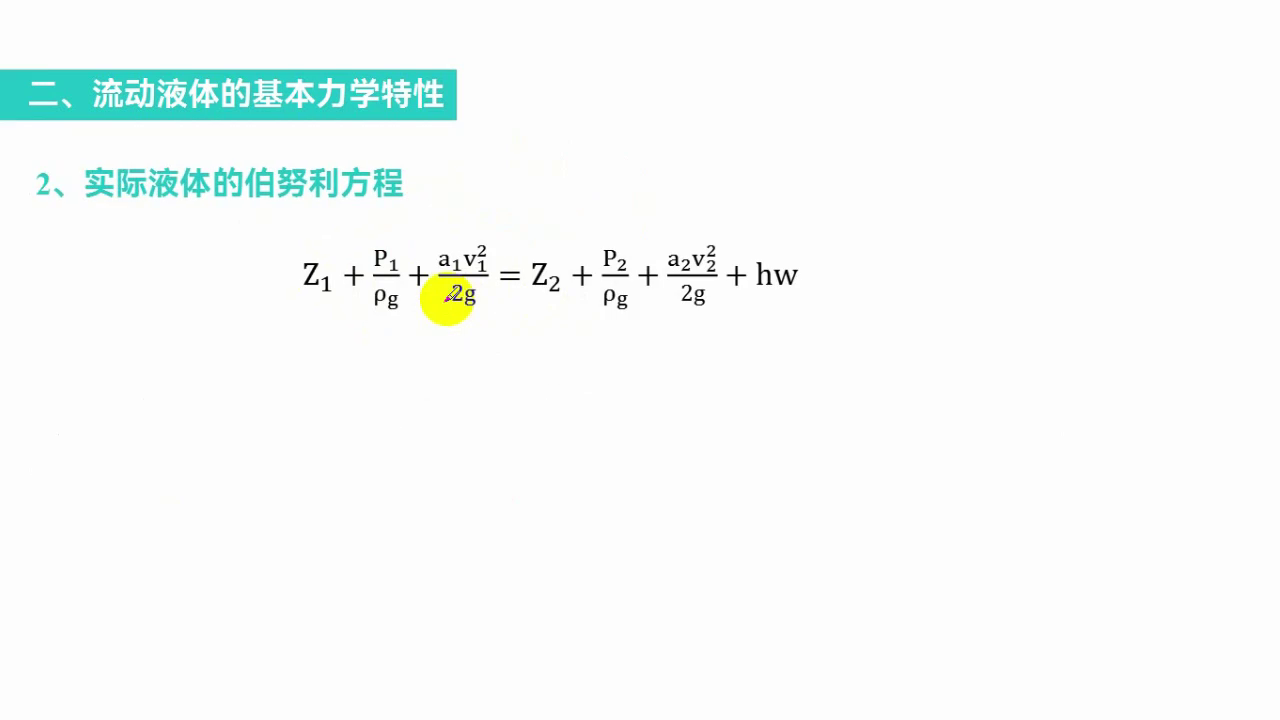 二、流动液体的基本力学特性
2、实际液体的伯努利方程
Z₁ + P₁/ρg + a₁v₁²/2g = Z₂ + P₂/ρg + a₂v₂²/2g + hw